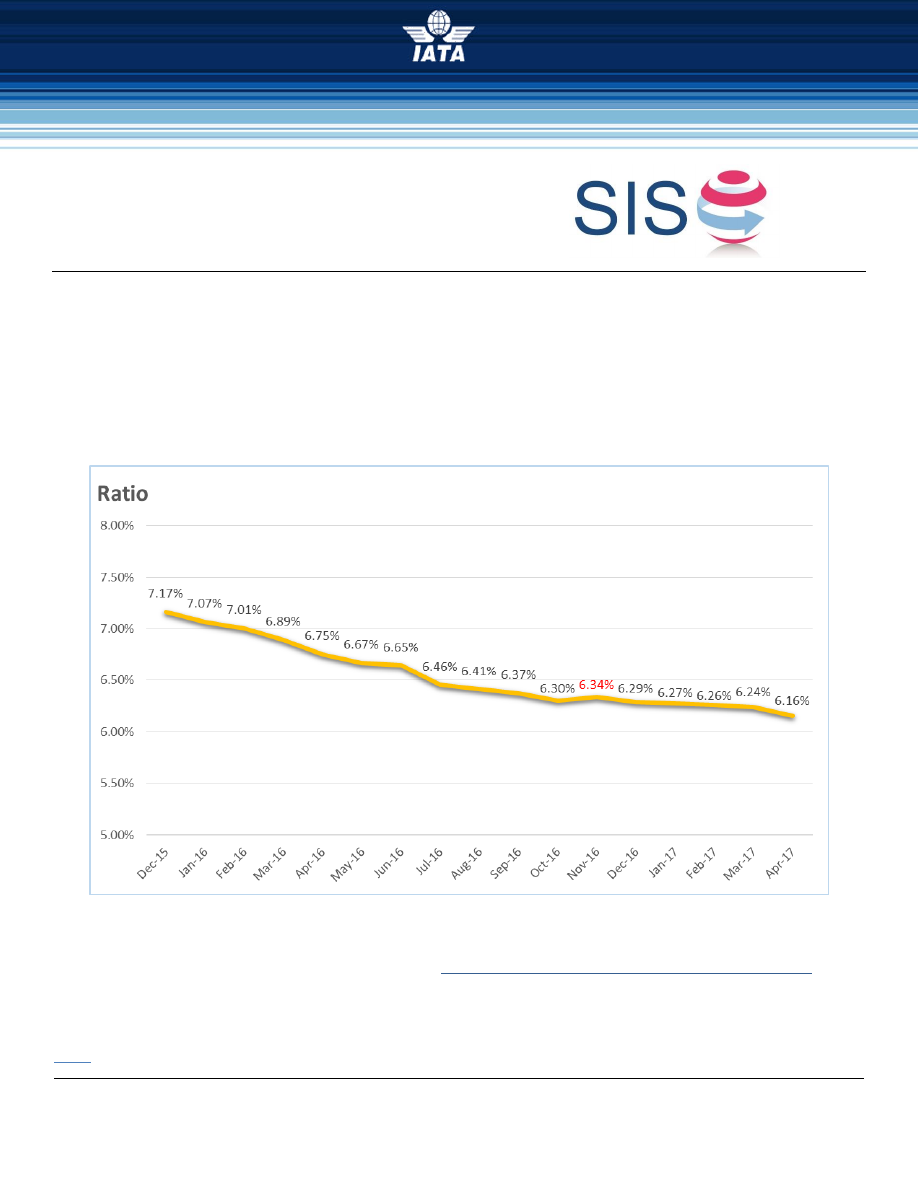 IATA
SIS
Ratio
8.00%
7.50%
7.00%
6.50%
6.00%
5.50%
5.00%
7.17%
7.07%
7.01%
6.89%
6.75%
6.67%
6.65%
6.46%
6.41%
6.37%
6.30%
6.34%
6.29%
6.27%
6.26%
6.24%
6.16%
Dec-15
Jan-16
Feb-16
Mar-16
Apr-16
May-16
Jun-16
Jul-16
Aug-16
Sep-16
Oct-16
Nov-16
Dec-16
Jan-17
Feb-17
Mar-17
Apr-17